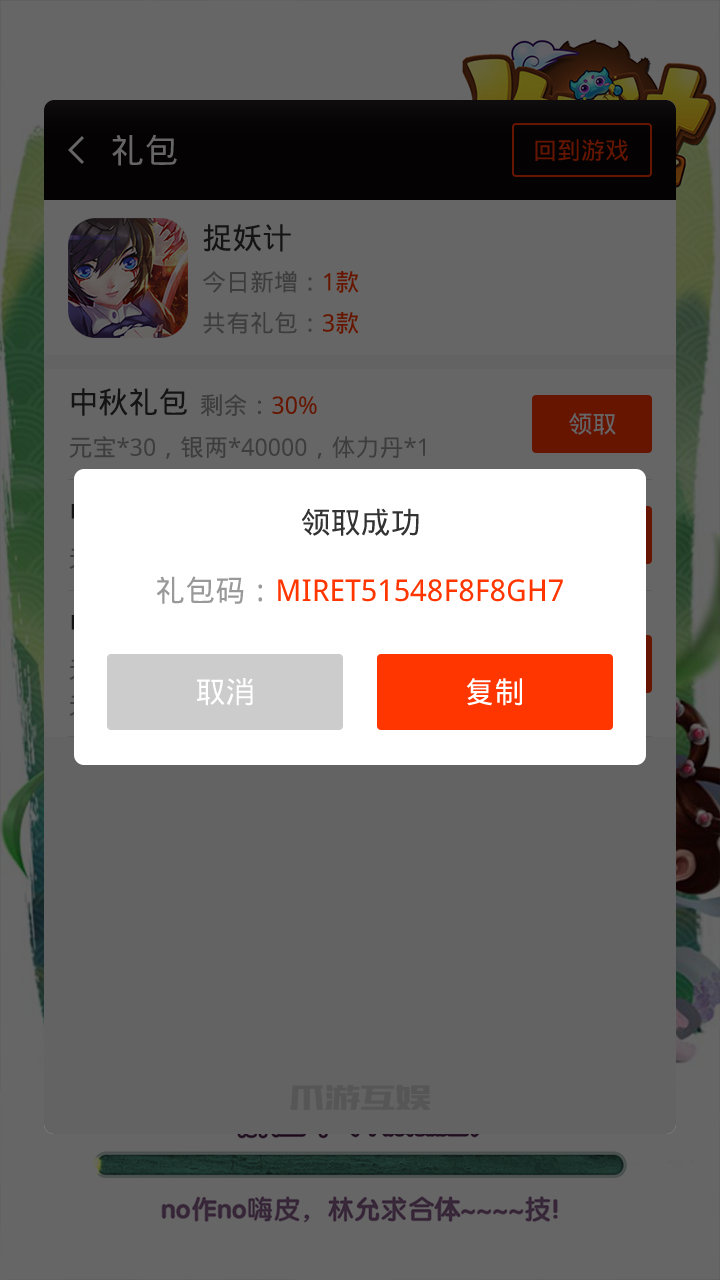 礼包
回到游戏
捉妖计
今日新增：1款
共有礼包：3款
中秋礼包 剩余：30%
领取
元宝*30，银两*40000，体力丹*1
领取成功
礼包码：MIRET51548F8F8GH7
取消
复制
爪游互娱
no作no嗨皮，林允求合体~~~~技!